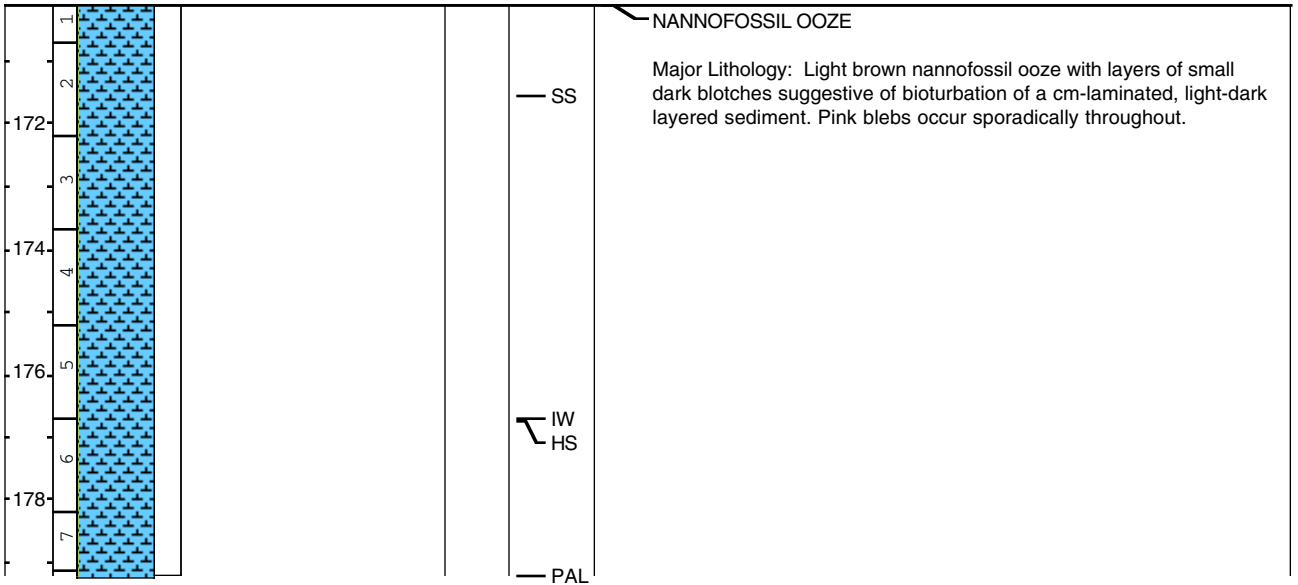 1
NANNOFOSSIL OOZE
Major Lithology: Light brown nannofossil ooze with layers of small
2
SS
dark blotches suggestive of bioturbation of a cm-laminated, light-dark
172
layered sediment. Pink blebs occur sporadically throughout.
3
174
4
5
176
IW
HS
6
178
7
PAL